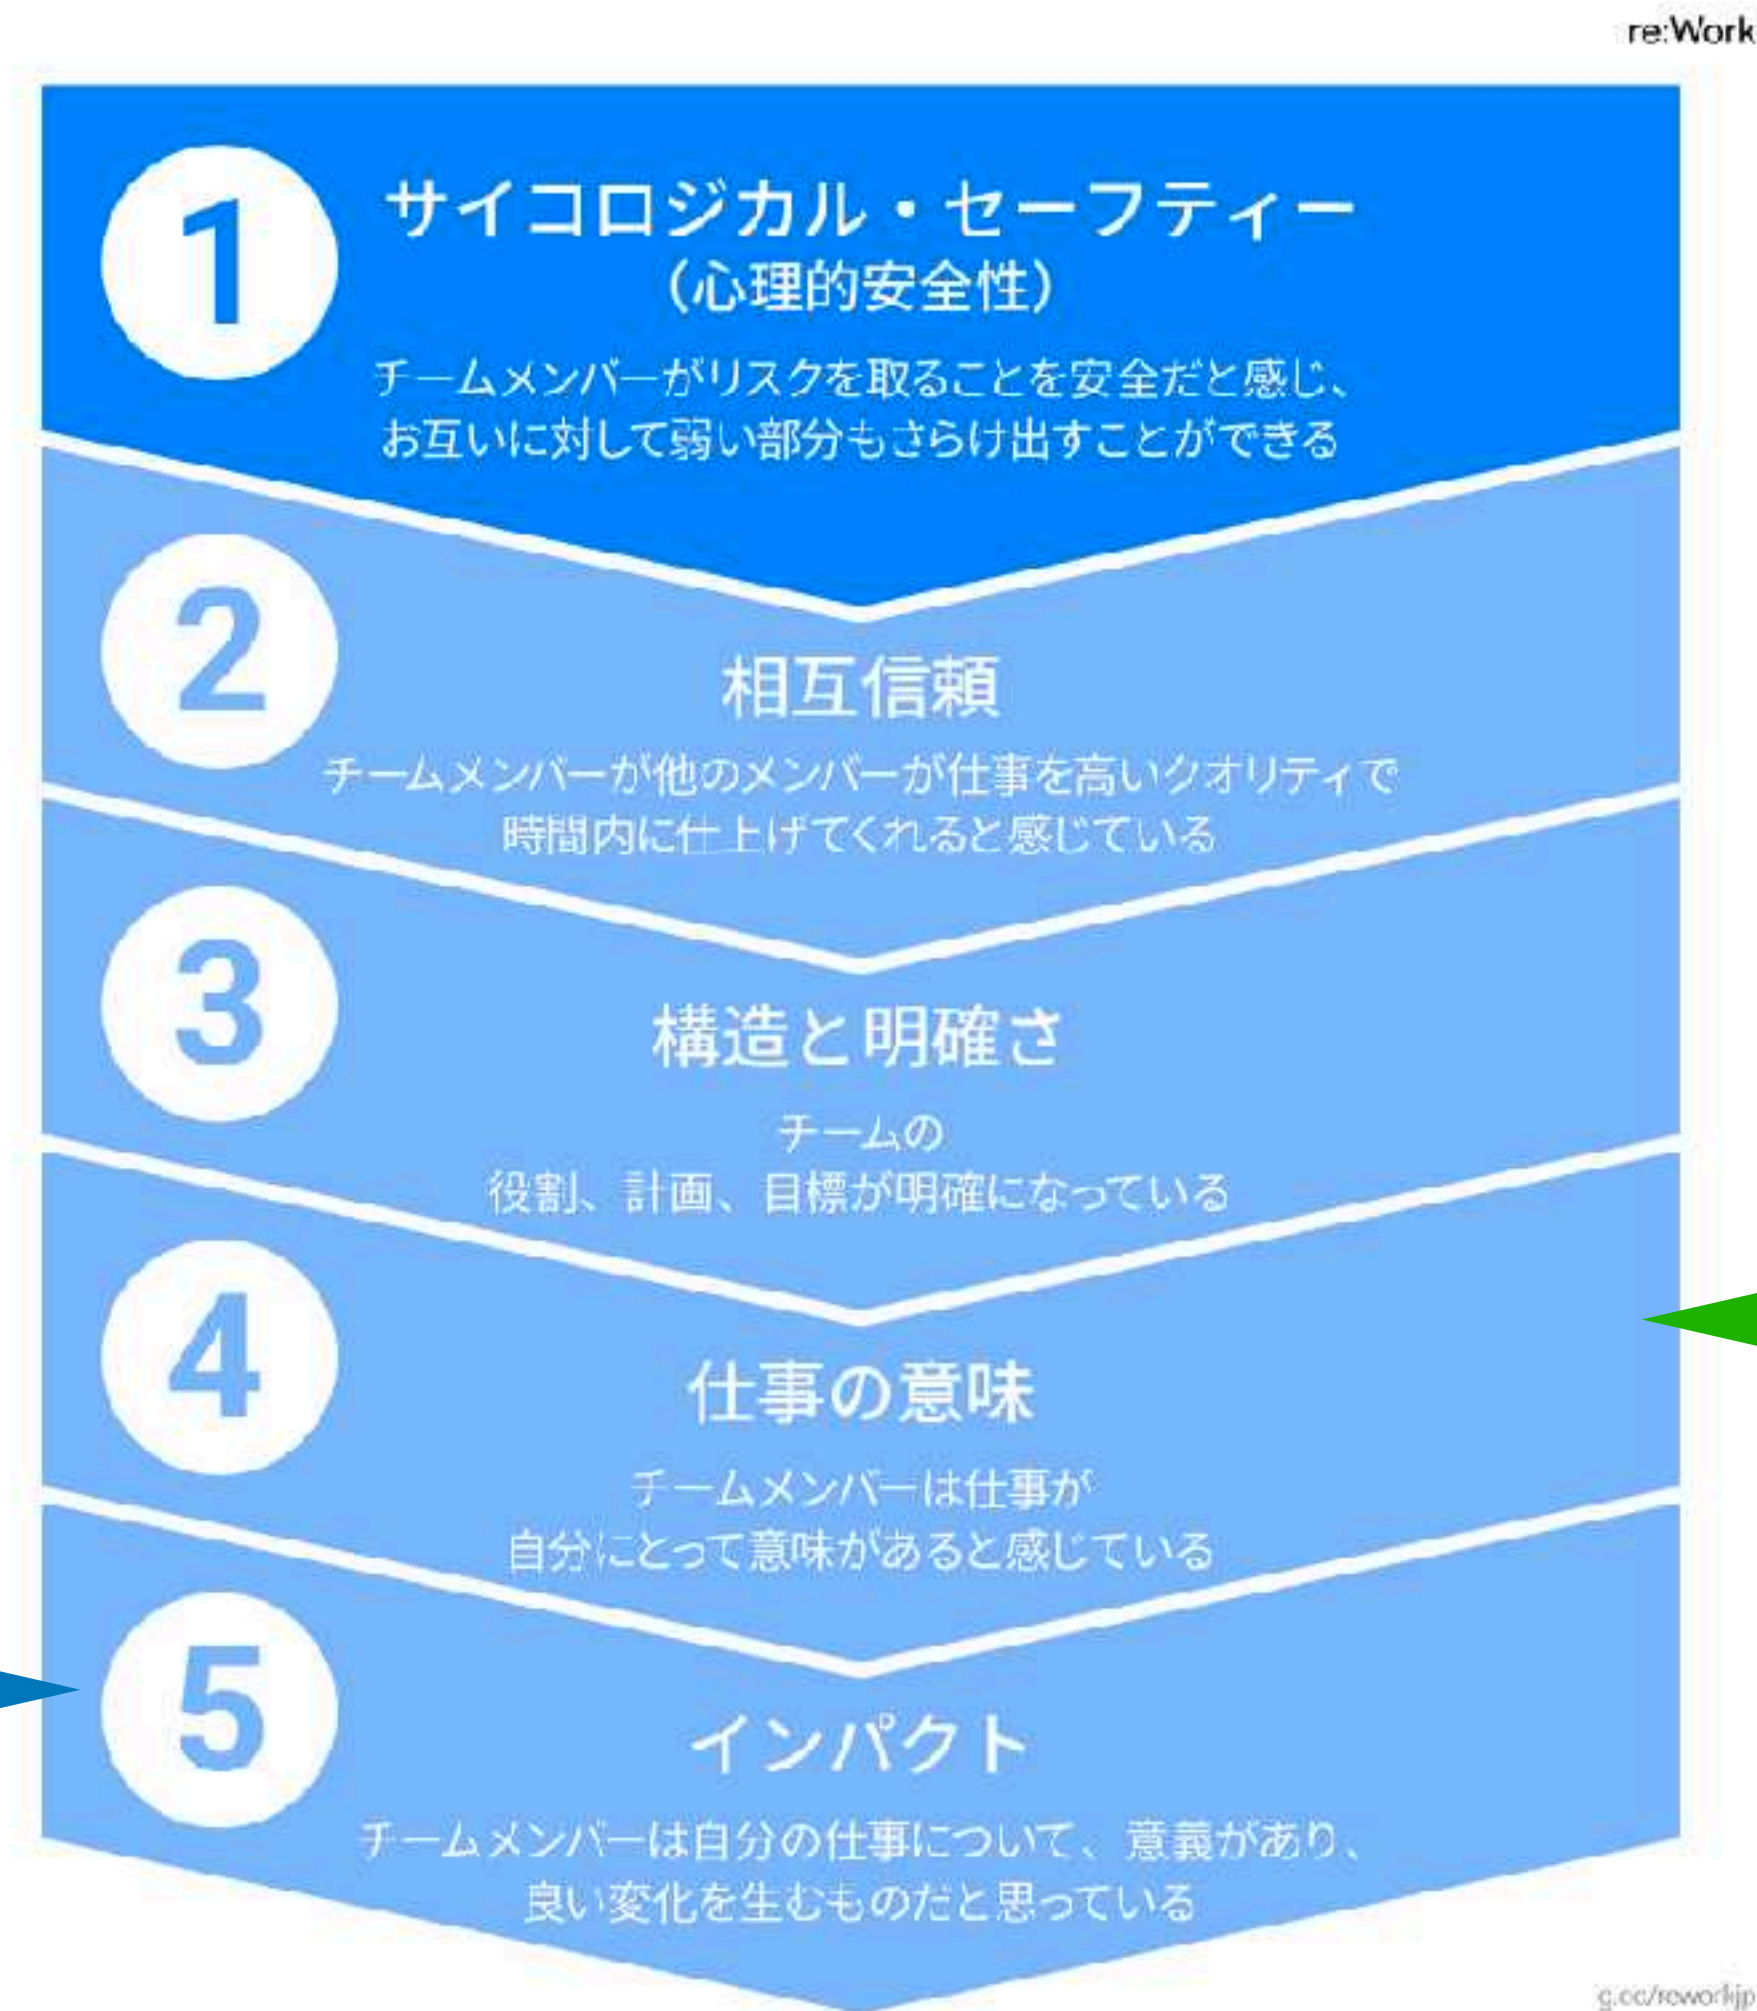 re:Work
1
サイコロジカル・セーフティー
（心理的安全性）
チームメンバーがリスクを取ることを安全だと感じ、
お互いに対して弱い部分もさらけ出すことができる
2
相互信頼
チームメンバーが他のメンバーが仕事を高いクオリティで
時間内に仕上げてくれると感じている
3
構造と明確さ
チームの
役割、計画、目標が明確になっている
4
仕事の意味
チームメンバーは仕事が
自分にとって意味があると感じている
5
インパクト
チームメンバーは自分の仕事について、意義があり、
良い変化を生むものだと思っている